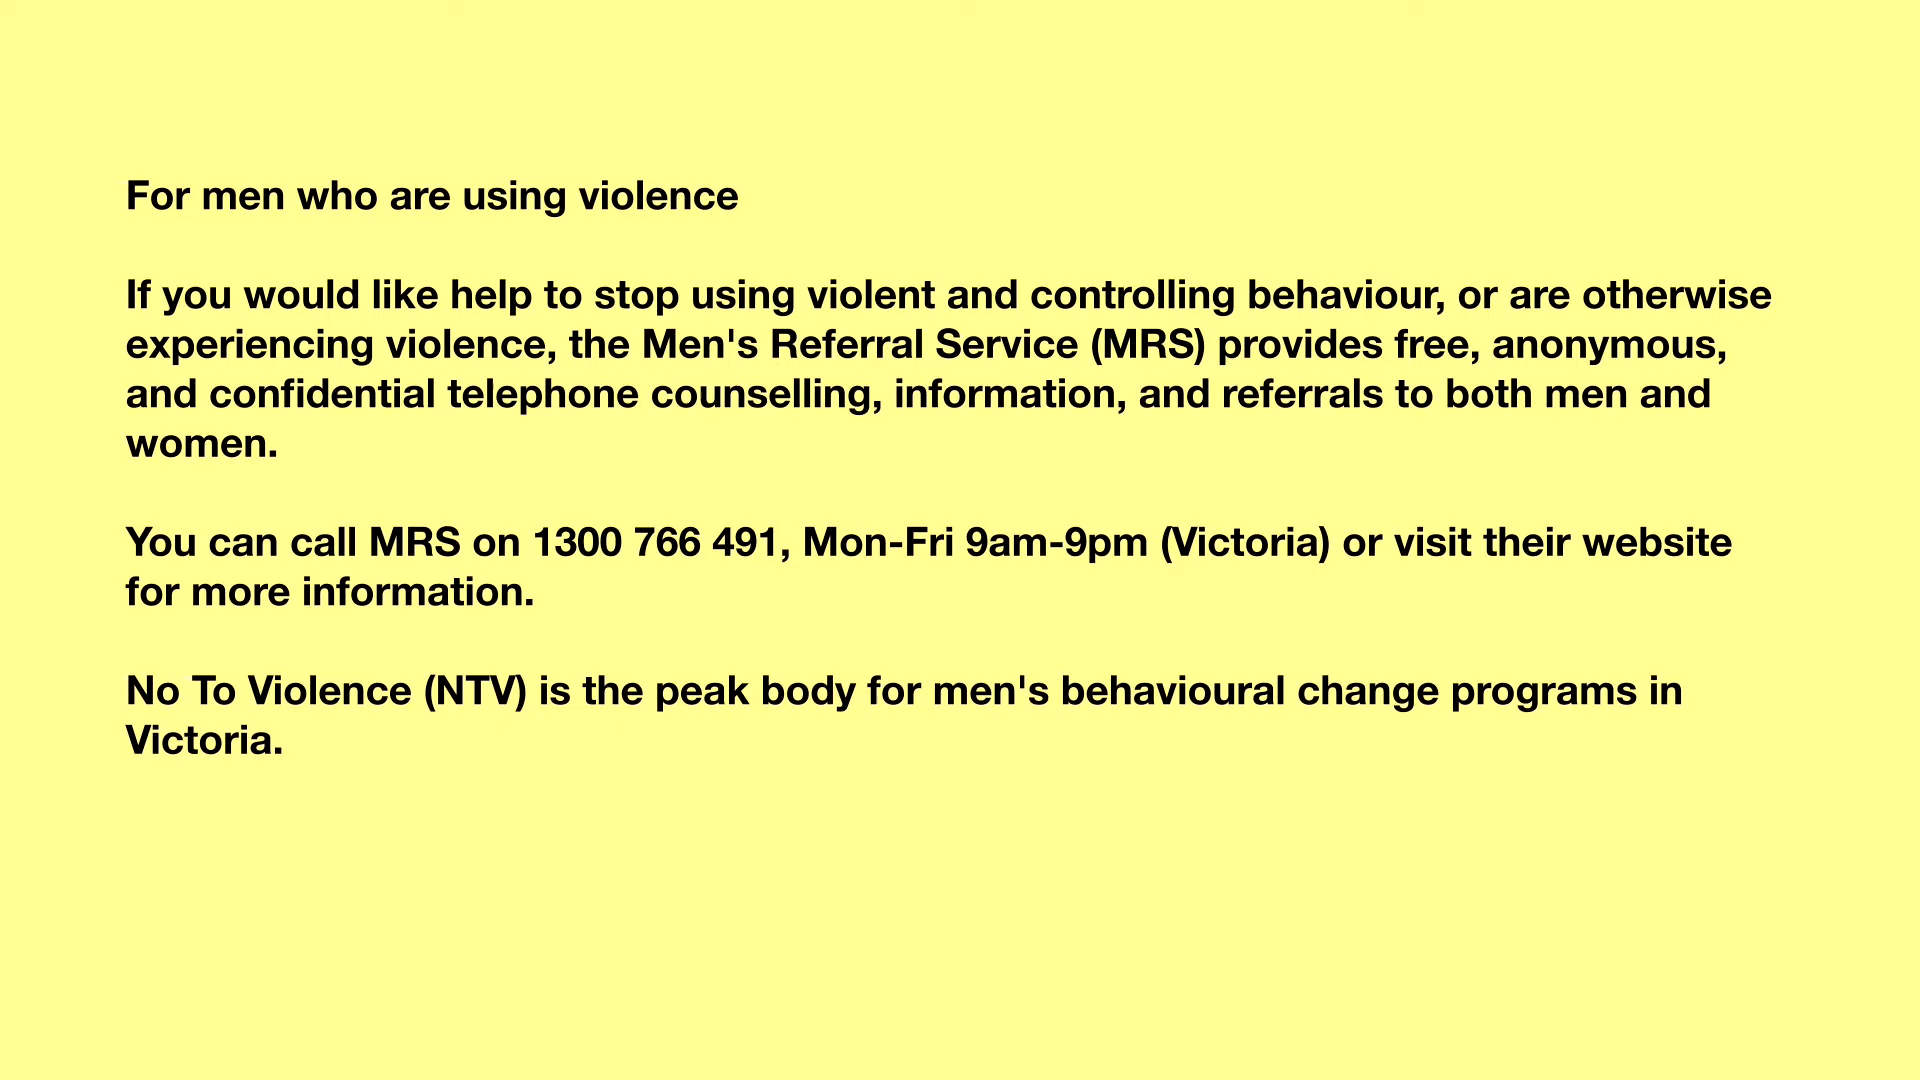 For men who are using violence
If you would like help to stop using violent and controlling behaviour, or are otherwise
experiencing violence, the Men's Referral Service (MRS) provides free, anonymous,
and confidential telephone counselling, information, and referrals to both men and
women.
You can call MRS on 1300 766 491, Mon-Fri 9am-9pm (Victoria) or visit their website
for more information.
No To Violence (NTV) is the peak body for men's behavioural change programs in
Victoria.